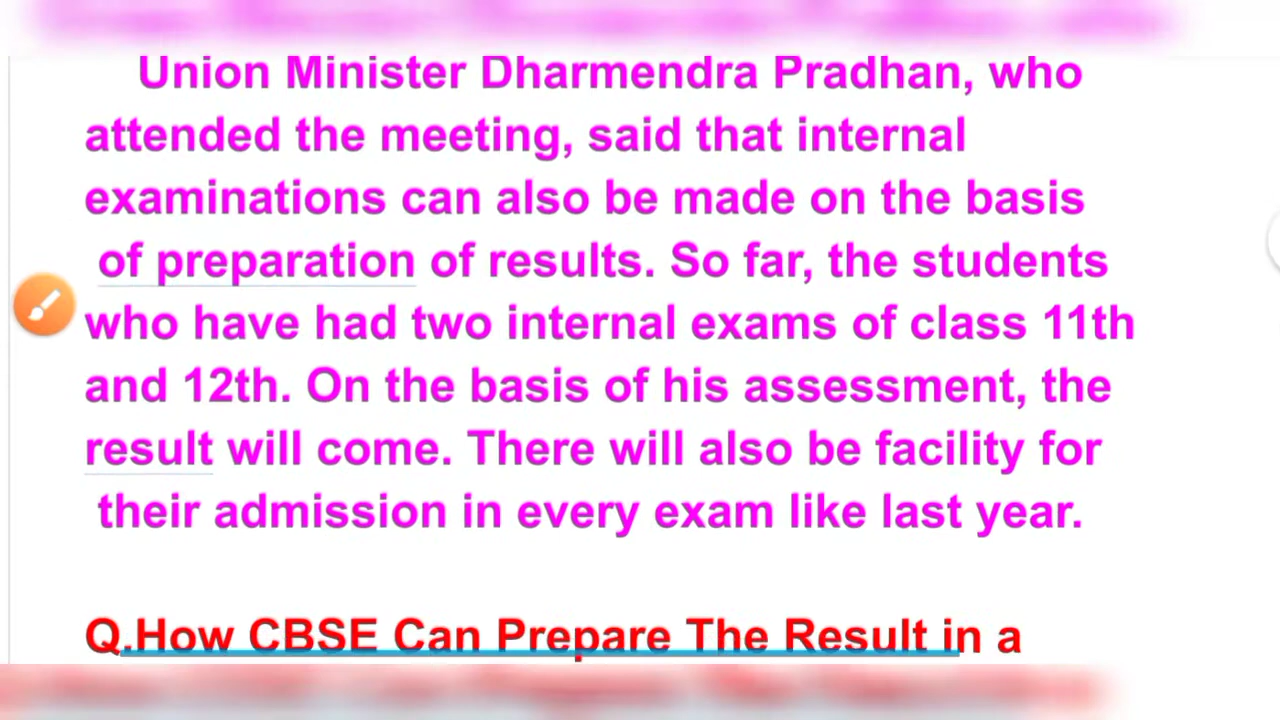 Union Minister Dharmendra Pradhan, who
attended the meeting, said that internal
examinations can also be made on the basis
of preparation of results. So far, the students
who have had two internal exams of class 11th
and 12th. On the basis of his assessment, the
result will come. There will also be facility for
their admission in every exam like last year.
Q.How CBSE Can Prepare The Result in a